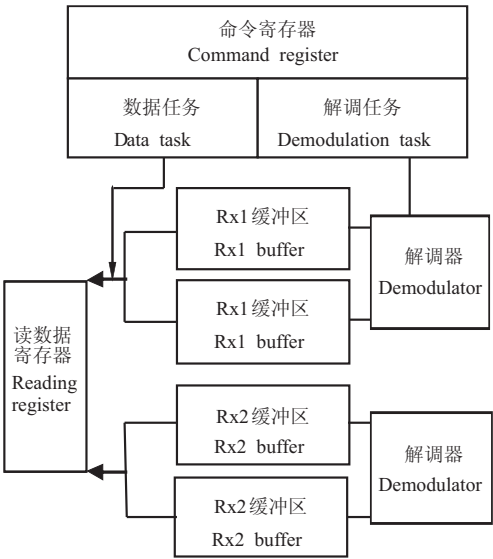 命令寄存器
Command register
数据任务
Data task
解调任务
Demodulation task
Rx1缓冲区
Rx1 buffer
Rx1缓冲区
Rx1 buffer
解调器
Demodulator
读数据
寄存器
Reading
register
Rx2缓冲区
Rx2 buffer
Rx2缓冲区
Rx2 buffer
解调器
Demodulator